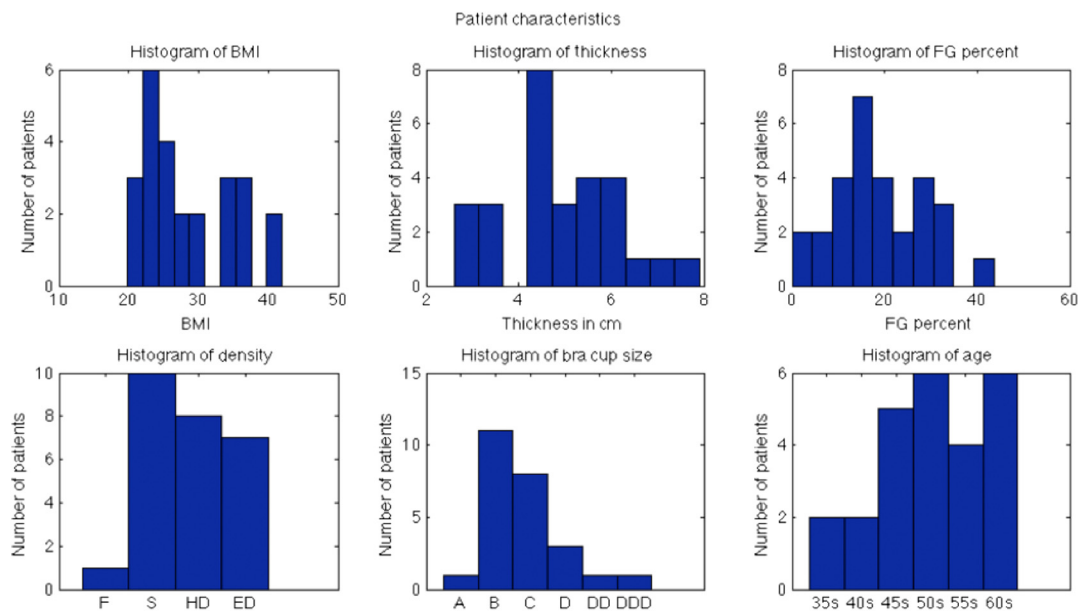 Patient characteristics
Histogram of BMI
Number of patients
6
4
2
0
10 20 30 40 50
BMI
Histogram of thickness
Number of patients
8
6
4
2
0
2 4 6 8
Thickness in cm
Histogram of FG percent
Number of patients
8
6
4
2
0
0 20 40 60
FG percent
Histogram of density
Number of patients
10
8
6
4
2
0
F S HD ED
Histogram of bra cup size
Number of patients
15
10
5
0
A B C D DD DDD
Histogram of age
Number of patients
6
4
2
0
35s 40s 45s 50s 55s 60s